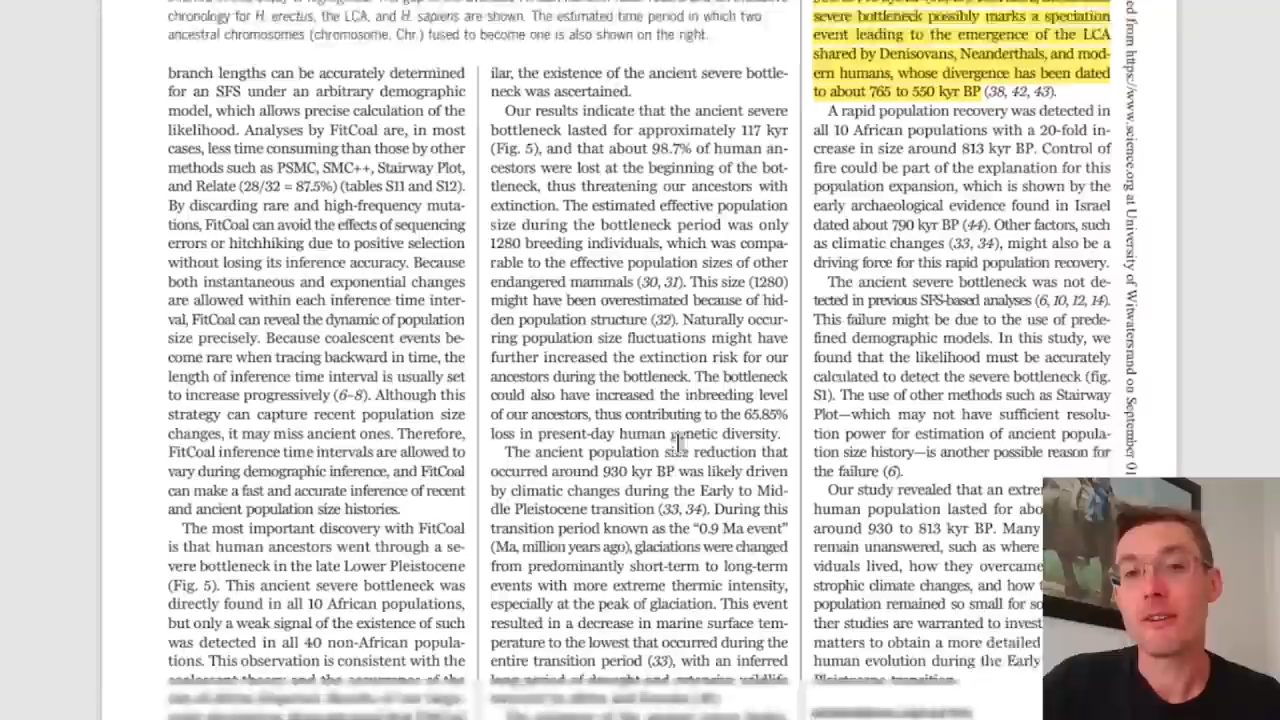 chronology for H. erectus, the LCA, and H. sapiens are shown. The estimated time period in which two
ancestral chromosomes (chromosome, Chr.) fused to become one is also shown on the right.
branch lengths can be accurately determined
for an SFS under an arbitrary demographic
model, which allows precise calculation of the
likelihood. Analyses by FitCoal are, in most
cases, less time consuming than those by other
methods such as PSMC, SMC++, Stairway Plot,
and Relate (28/32 = 87.5%) (tables S11 and S12).
By discarding rare and high-frequency muta-
tions, FitCoal can avoid the effects of sequencing
errors or hitchhiking due to positive selection
without losing its inference accuracy. Because
both instantaneous and exponential changes
are allowed within each inference time inter-
val, FitCoal can reveal the dynamic of population
size precisely. Because coalescent events be-
come rare when tracing backward in time, the
length of inference time interval is usually set
to increase progressively (6–8). Although this
strategy can capture recent population size
changes, it may miss ancient ones. Therefore,
FitCoal inference time intervals are allowed to
vary during demographic inference, and FitCoal
can make a fast and accurate inference of recent
and ancient population size histories.
The most important discovery with FitCoal
is that human ancestors went through a se-
vere bottleneck in the late Lower Pleistocene
(Fig. 5). This ancient severe bottleneck was
directly found in all 10 African populations,
but only a weak signal of the existence of such
was detected in all 40 non-African popula-
tions. This observation is consistent with the
ilar, the existence of the ancient severe bottle-
neck was ascertained.
Our results indicate that the ancient severe
bottleneck lasted for approximately 117 kyr
(Fig. 5), and that about 98.7% of human an-
cestors were lost at the beginning of the bot-
tleneck, thus threatening our ancestors with
extinction. The estimated effective population
size during the bottleneck period was only
1280 breeding individuals, which was compa-
rable to the effective population sizes of other
endangered mammals (30, 31). This size (1280)
might have been overestimated because of hid-
den population structure (32). Naturally occur-
ring population size fluctuations might have
further increased the extinction risk for our
ancestors during the bottleneck. The bottleneck
could also have increased the inbreeding level
of our ancestors, thus contributing to the 65.85%
loss in present-day human genetic diversity.
The ancient population size reduction that
occurred around 930 kyr BP was likely driven
by climatic changes during the Early to Mid-
dle Pleistocene transition (33, 34). During this
transition period known as the “0.9 Ma event”
(Ma, million years ago), glaciations were changed
from predominantly short-term to long-term
events with more extreme thermic intensity,
especially at the peak of glaciation. This event
resulted in a decrease in marine surface tem-
perature to the lowest that occurred during the
entire transition period (33), with an inferred
severe bottleneck possibly marks a speciation
event leading to the emergence of the LCA
shared by Denisovans, Neanderthals, and mod-
ern humans, whose divergence has been dated
to about 765 to 550 kyr BP (38, 42, 43).
A rapid population recovery was detected in
all 10 African populations with a 20-fold in-
crease in size around 813 kyr BP. Control of
fire could be part of the explanation for this
population expansion, which is shown by the
early archaeological evidence found in Israel
dated about 790 kyr BP (44). Other factors, such
as climatic changes (33, 34), might also be a
driving force for this rapid population recovery.
The ancient severe bottleneck was not de-
tected in previous SFS-based analyses (6, 10, 12, 14).
This failure might be due to the use of prede-
fined demographic models. In this study, we
found that the likelihood must be accurately
calculated to detect the severe bottleneck (fig.
S1). The use of other methods such as Stairway
Plot—which may not have sufficient resolu-
tion power for estimation of ancient popula-
tion size history—is another possible reason for
the failure (6).
Our study revealed that an extre
human population lasted for abo
around 930 to 813 kyr BP. Many
remain unanswered, such as where
viduals lived, how they overcame
strophic climate changes, and how t
population remained so small for so
ther studies are warranted to invest
matters to obtain a more detailed
human evolution during the Early
ed from https://www.science.org at University of Witwatersrand on September 01